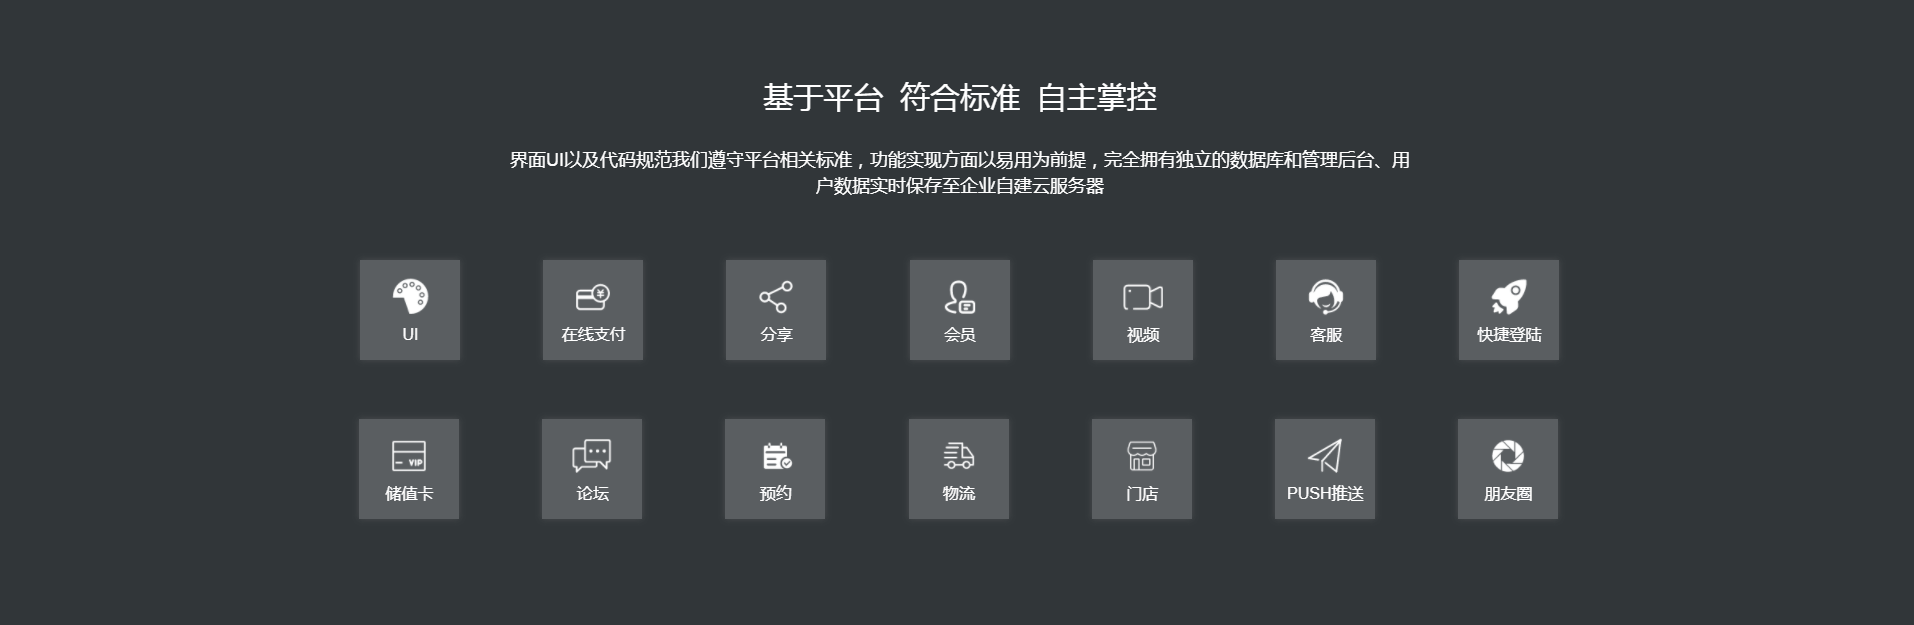 基于平台 符合标准 自主掌控
界面UI以及代码规范我们遵守平台相关标准，功能实现方面以易用为前提，完全拥有独立的数据库和管理后台、用
户数据实时保存至企业自建云服务器
UI
在线支付
分享
会员
视频
客服
快捷登陆
VIP
储值卡
论坛
预约
物流
门店
PUSH推送
朋友圈